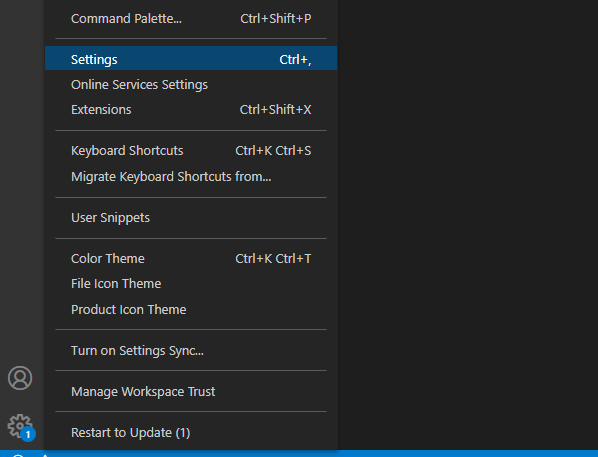 Command Palette... Ctrl+Shift+P
Settings Ctrl+,
Online Services Settings
Extensions Ctrl+Shift+X
Keyboard Shortcuts Ctrl+K Ctrl+S
Migrate Keyboard Shortcuts from...
User Snippets
Color Theme Ctrl+K Ctrl+T
File Icon Theme
Product Icon Theme
Turn on Settings Sync...
Manage Workspace Trust
1
Restart to Update (1)